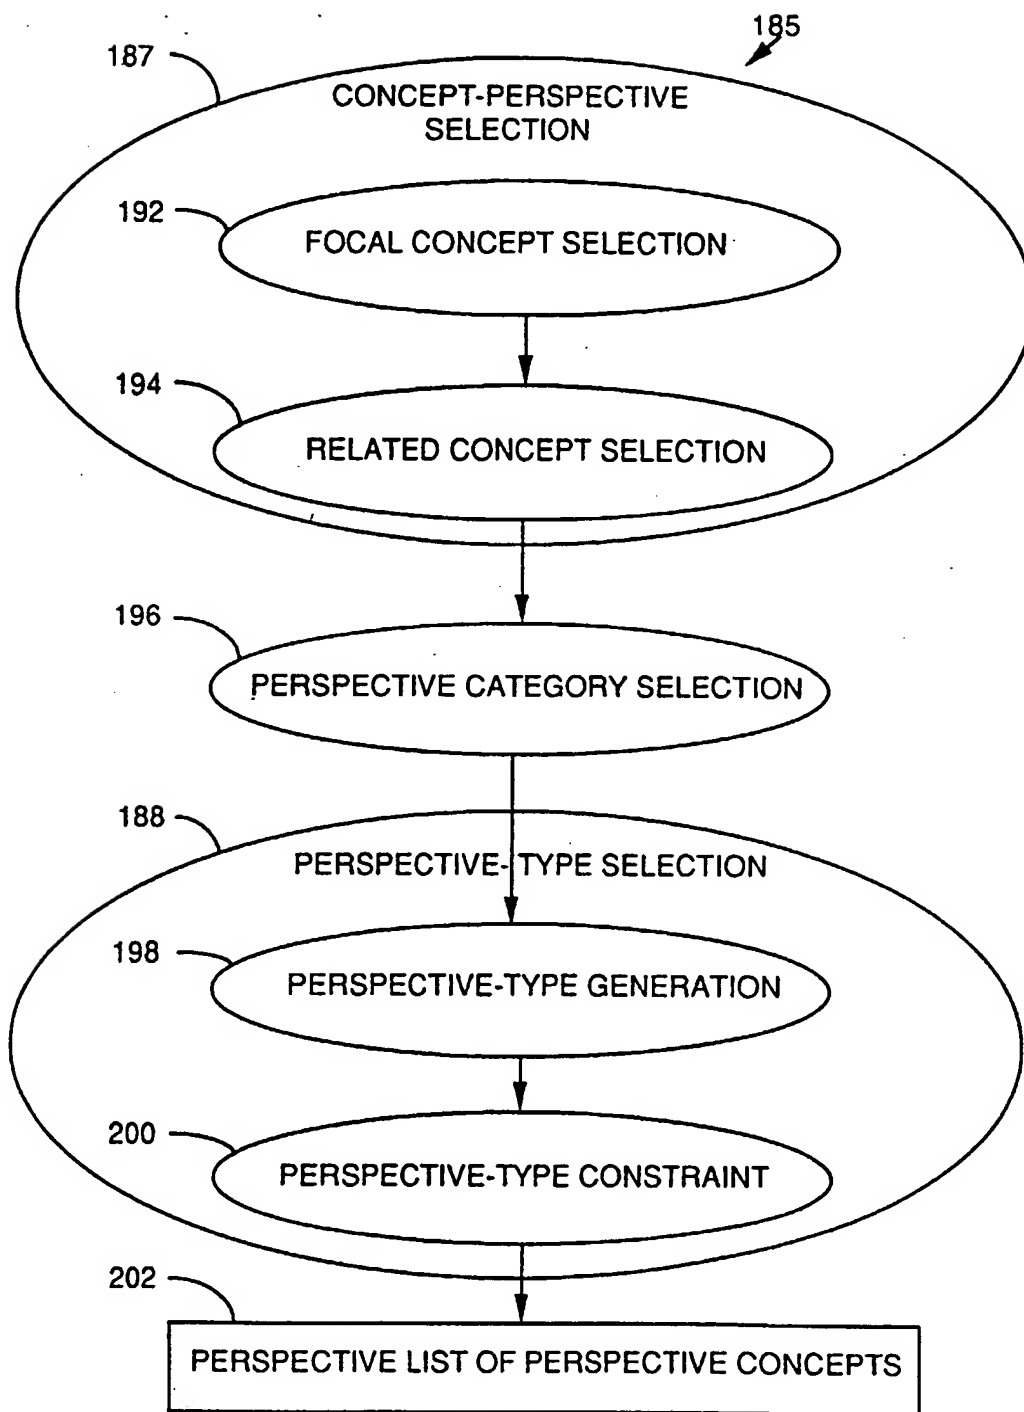 185
187
CONCEPT-PERSPECTIVE
SELECTION
192
FOCAL CONCEPT SELECTION
194
RELATED CONCEPT SELECTION
196
PERSPECTIVE CATEGORY SELECTION
188
PERSPECTIVE- TYPE SELECTION
198
PERSPECTIVE-TYPE GENERATION
200
PERSPECTIVE-TYPE CONSTRAINT
202
PERSPECTIVE LIST OF PERSPECTIVE CONCEPTS